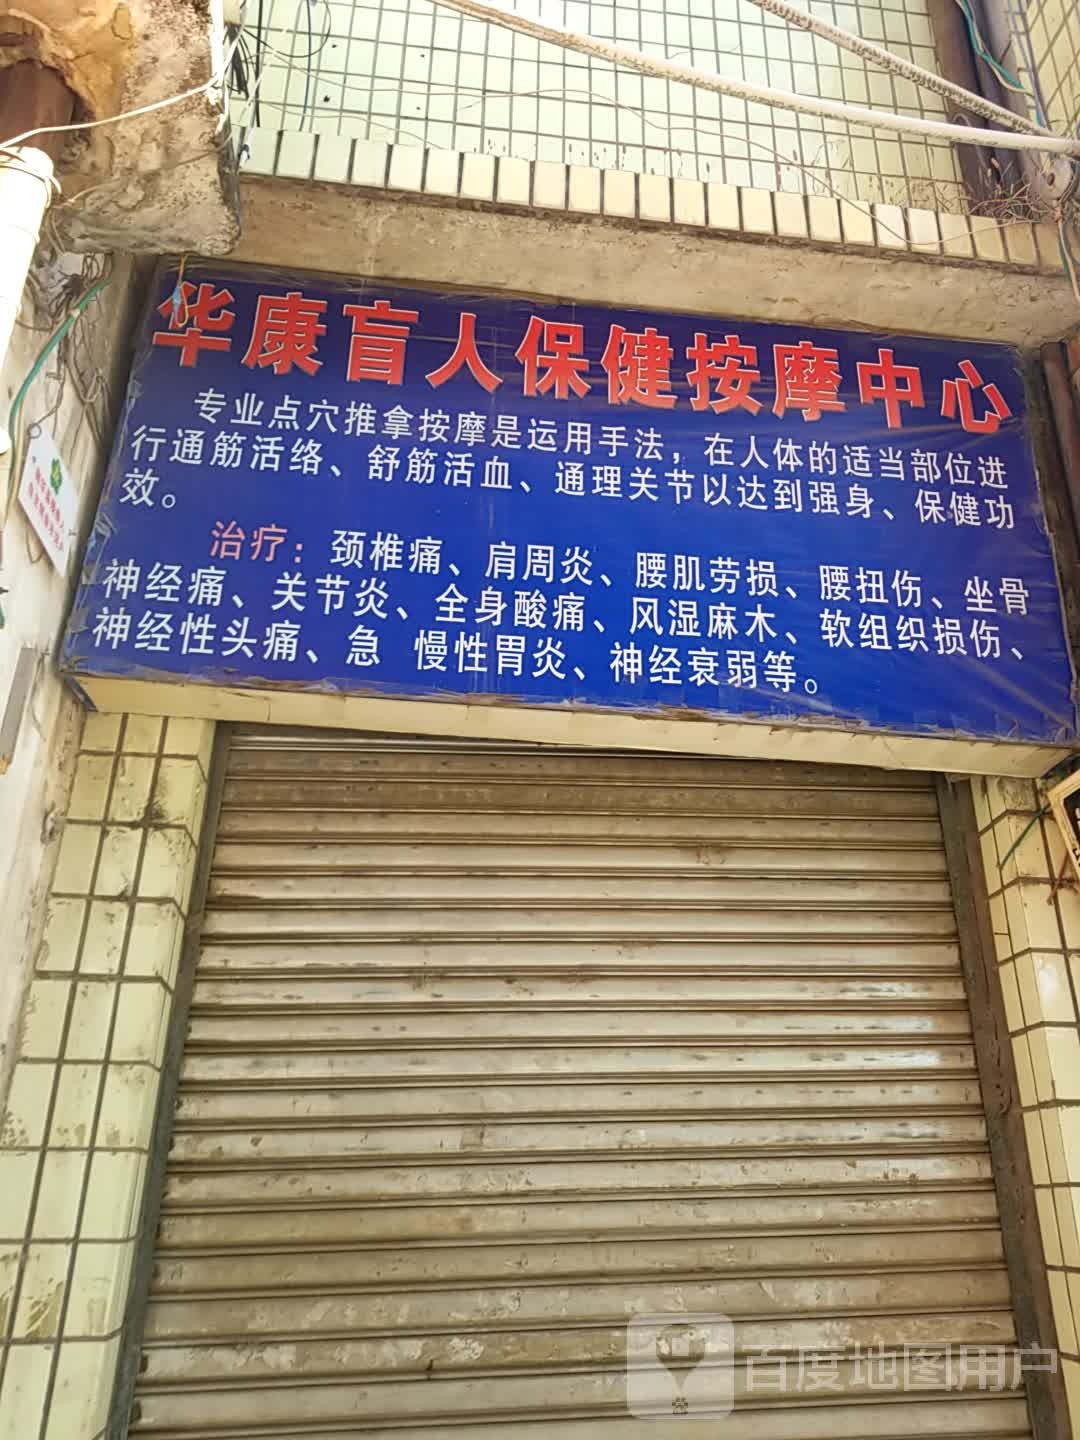 华康盲人保健按摩中心
专业点穴推拿按摩是运用手法，在人体的适当部位进
行通筋活络、舒筋活血、通理关节以达到强身、保健功
效。
治疗：颈椎痛、肩周炎、腰肌劳损、腰扭伤、坐骨
神经痛、关节炎、全身酸痛、风湿麻木、软组织损伤、
神经性头痛、急 慢性胃炎、神经衰弱等。
百度地图用户